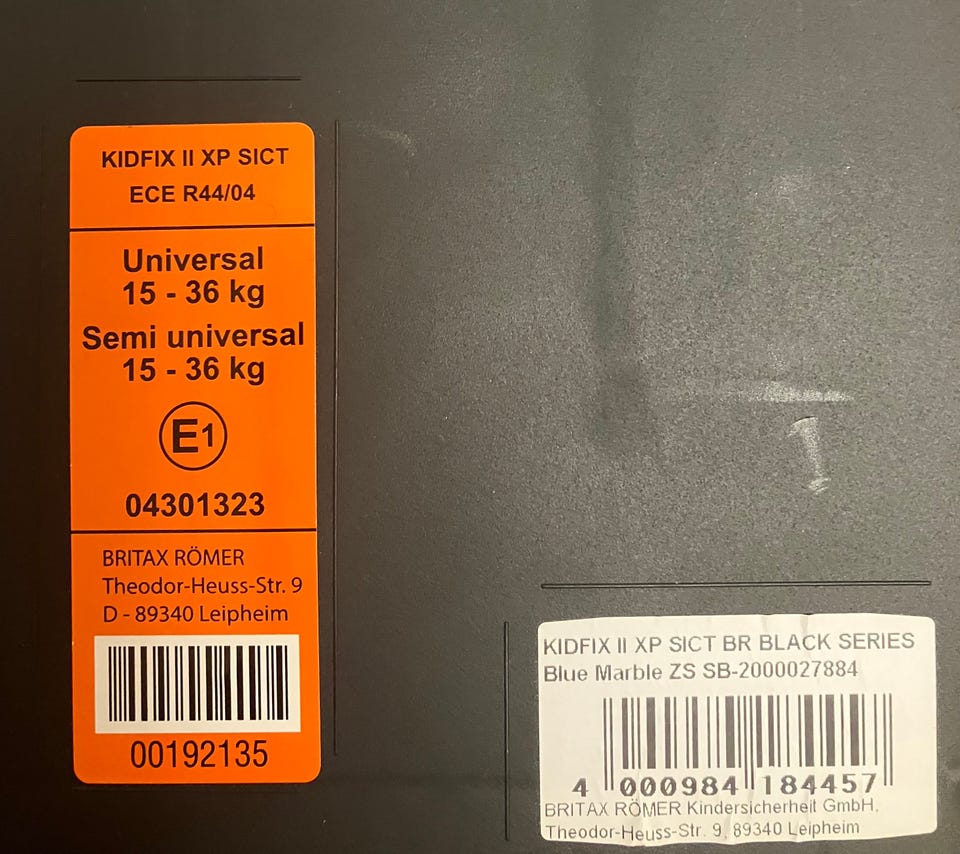 KIDFIX II XP SICT
ECE R44/04
Universal
15 - 36 kg
Semi universal
15 - 36 kg
E1
04301323
BRITAX RÖMER
Theodor-Heuss-Str. 9
D - 89340 Leipheim
00192135
KIDFIX II XP SICT BR BLACK SERIES
Blue Marble ZS SB-2000027884
4 000984 184457
BRITAX RÖMER Kindersicherheit GmbH,
Theodor-Heuss-Str. 9, 89340 Leipheim